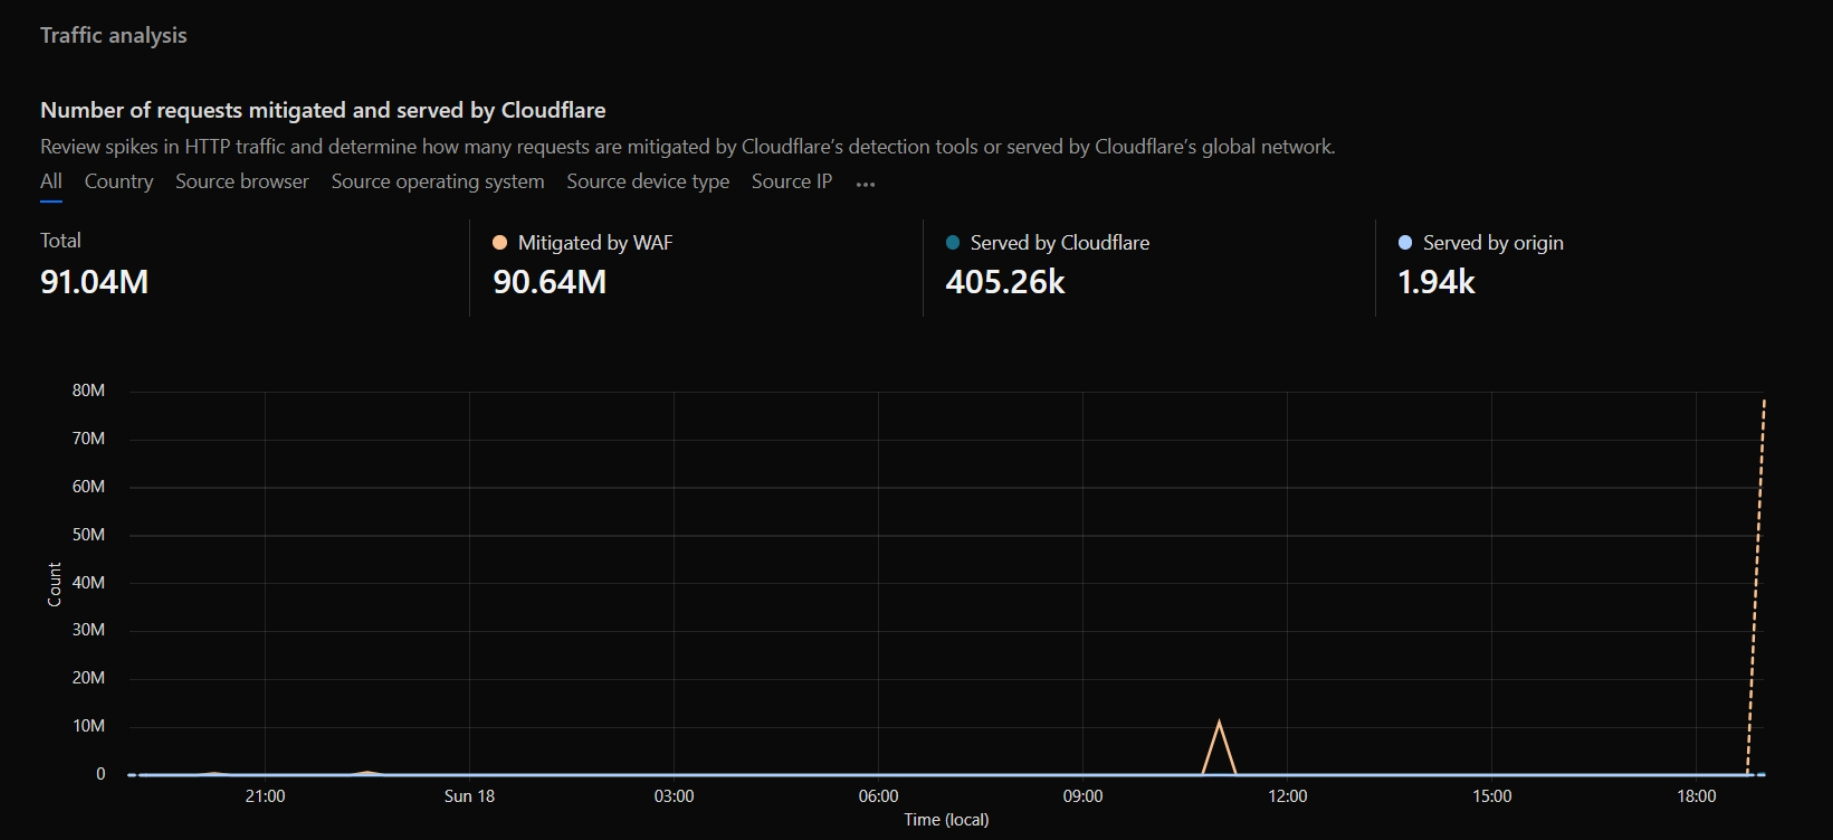 Traffic analysis
Number of requests mitigated and served by Cloudflare
Review spikes in HTTP traffic and determine how many requests are mitigated by Cloudflare’s detection tools or served by Cloudflare’s global network.
All Country Source browser Source operating system Source device type Source IP •••
Total
91.04M
Mitigated by WAF
90.64M
Served by Cloudflare
405.26k
Served by origin
1.94k
80M
70M
60M
50M
40M
30M
20M
10M
0
Count
21:00 Sun 18 03:00 06:00 09:00 12:00 15:00 18:00
Time (local)